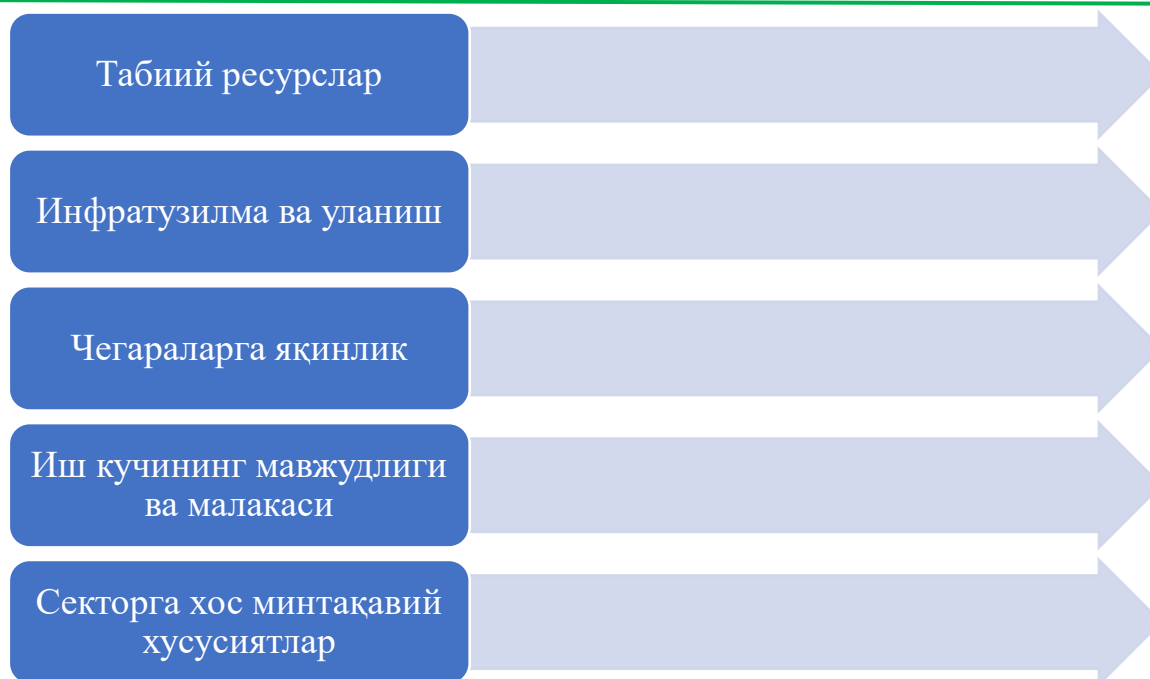 Табиий ресурслар
Инфратузилма ва уланиш
Чегараларга яқинлик
Иш кучининг мавжудлиги
ва малакаси
Секторга хос минтақавий
хусусиятлар